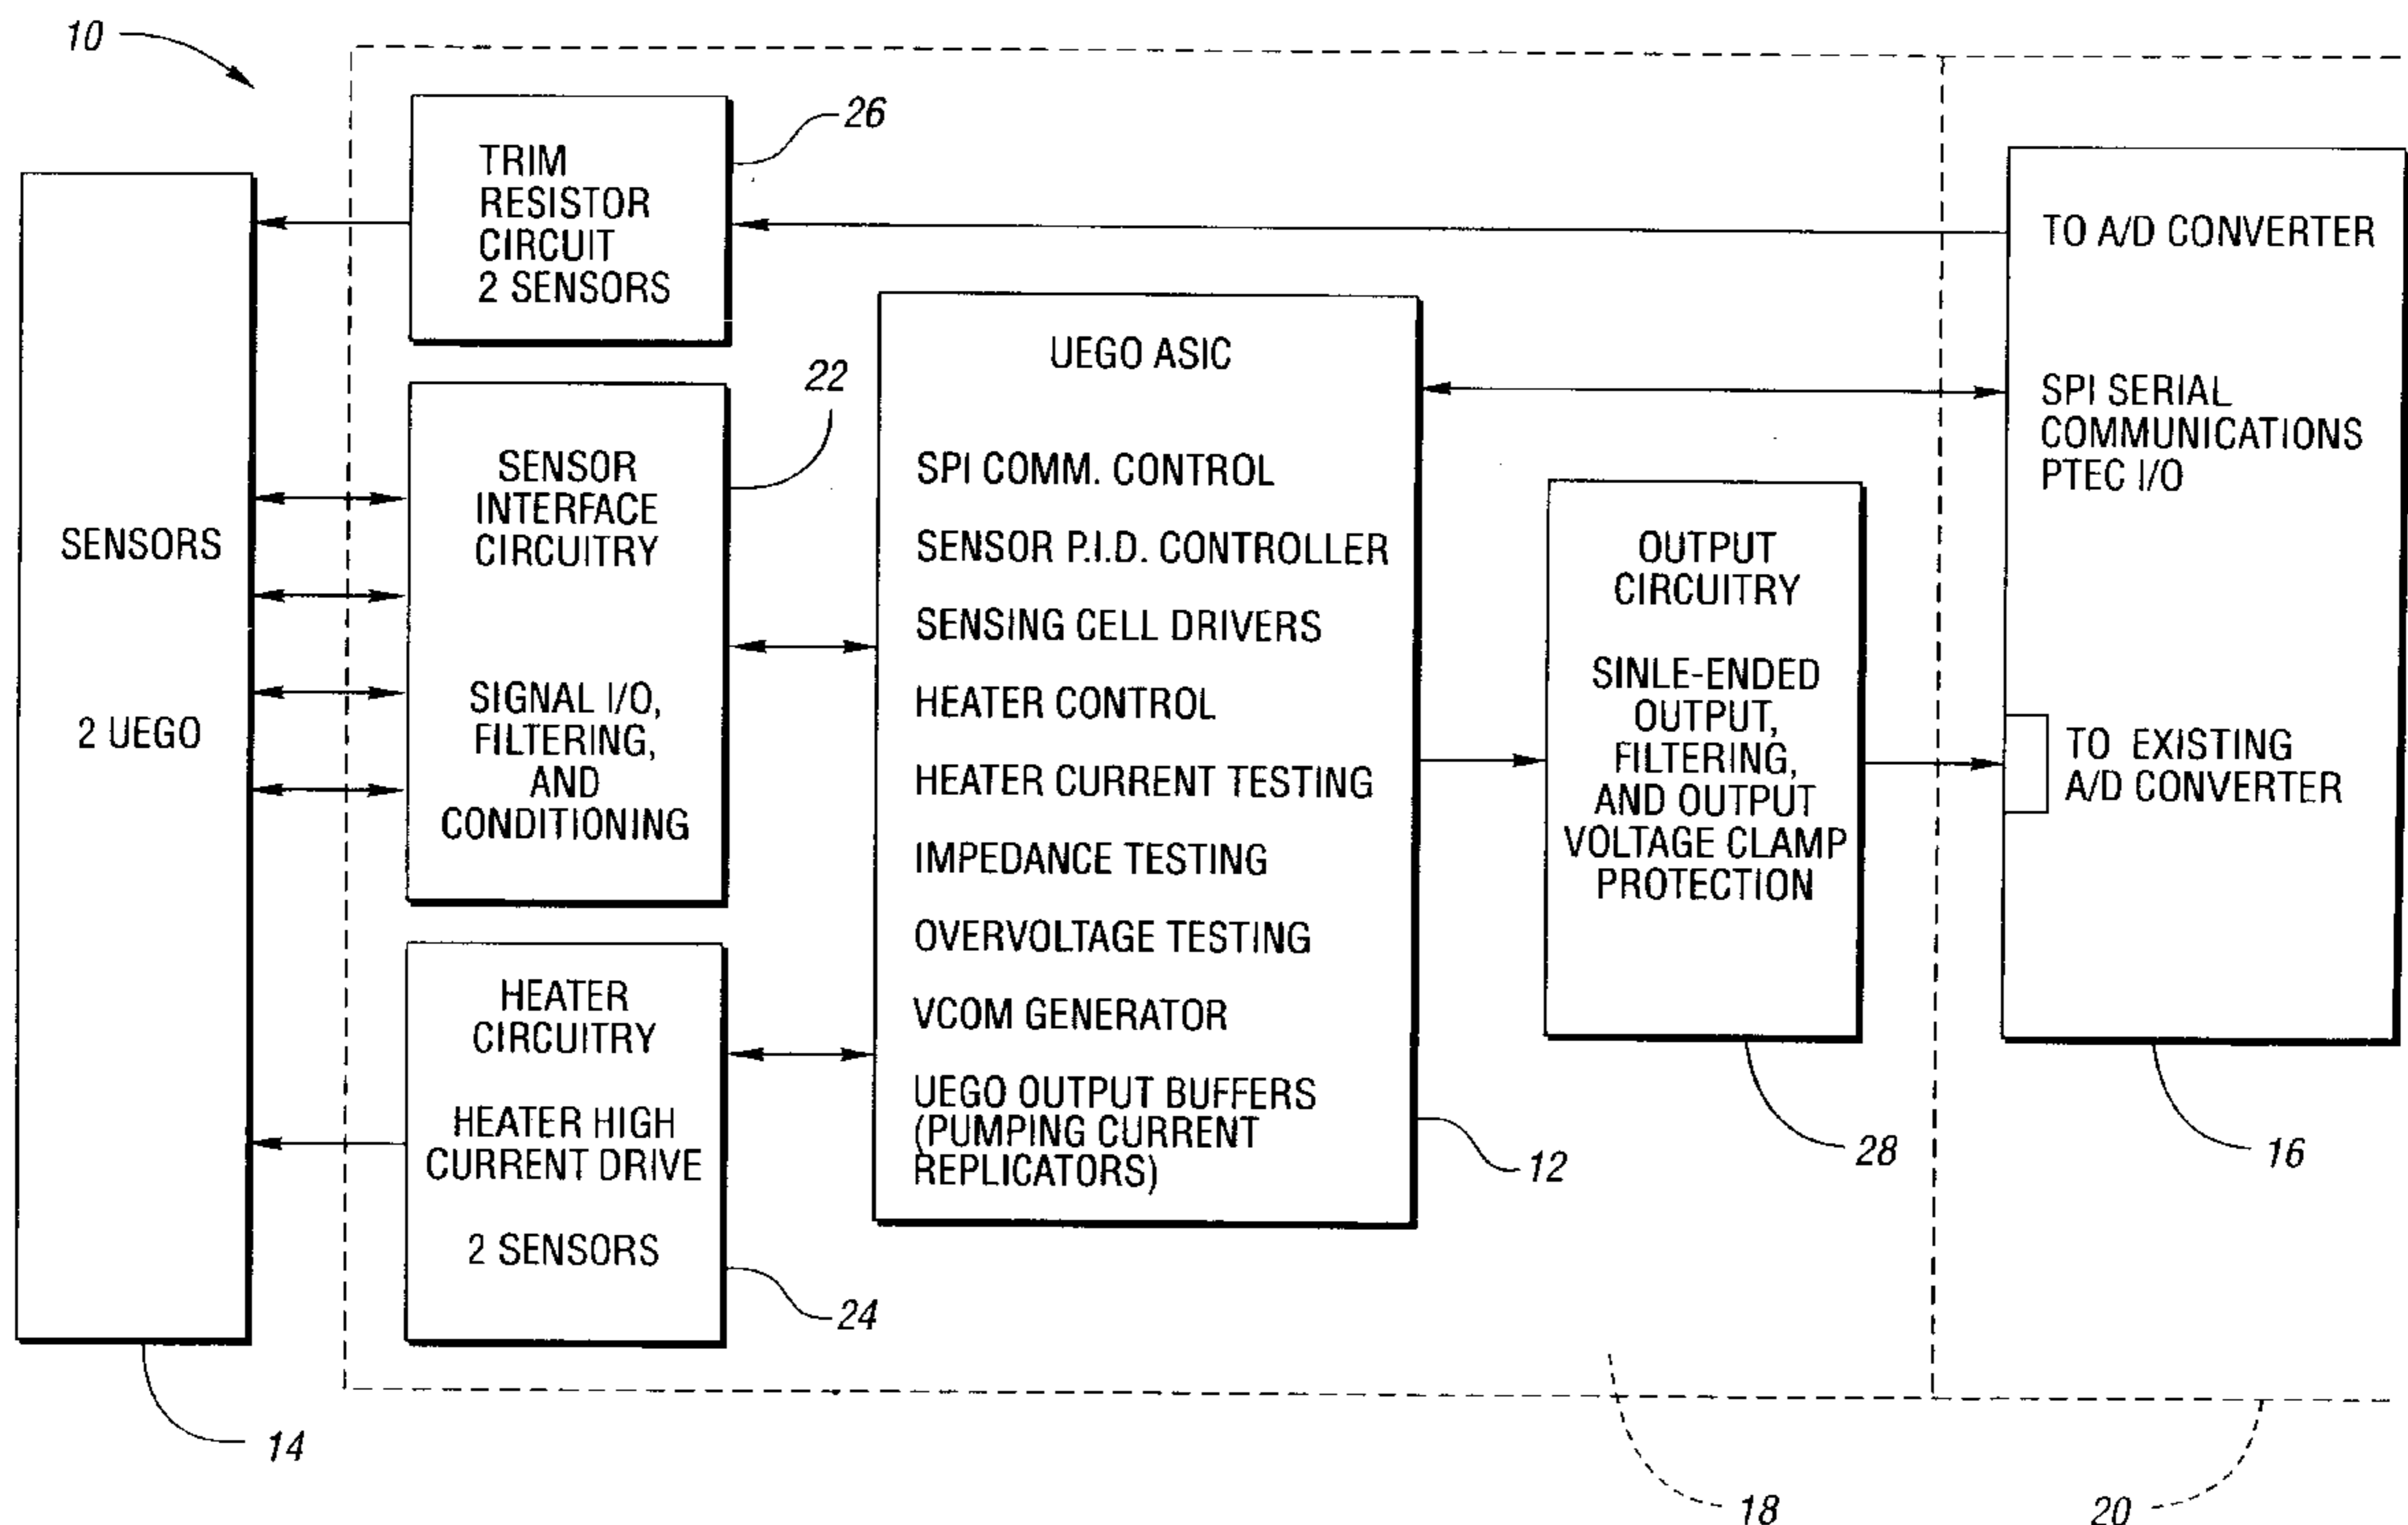 10
26
TRIM
RESISTOR
CIRCUIT
2 SENSORS
TO A/D CONVERTER
UEGO ASIC
22
SPI SERIAL
COMMUNICATIONS
PTEC I/O
SENSOR
INTERFACE
CIRCUITRY
SPI COMM. CONTROL
SENSORS
SENSOR P.I.D. CONTROLLER
OUTPUT
CIRCUITRY
SENSING CELL DRIVERS
SIGNAL I/O,
FILTERING,
AND
CONDITIONING
SINLE-ENDED
OUTPUT,
FILTERING,
AND OUTPUT
VOLTAGE CLAMP
PROTECTION
2 UEGO
HEATER CONTROL
TO EXISTING
A/D CONVERTER
HEATER CURRENT TESTING
IMPEDANCE TESTING
OVERVOLTAGE TESTING
HEATER
CIRCUITRY
VCOM GENERATOR
HEATER HIGH
CURRENT DRIVE
UEGO OUTPUT BUFFERS
(PUMPING CURRENT
REPLICATORS)
12
28
16
2 SENSORS
24
14
18
20